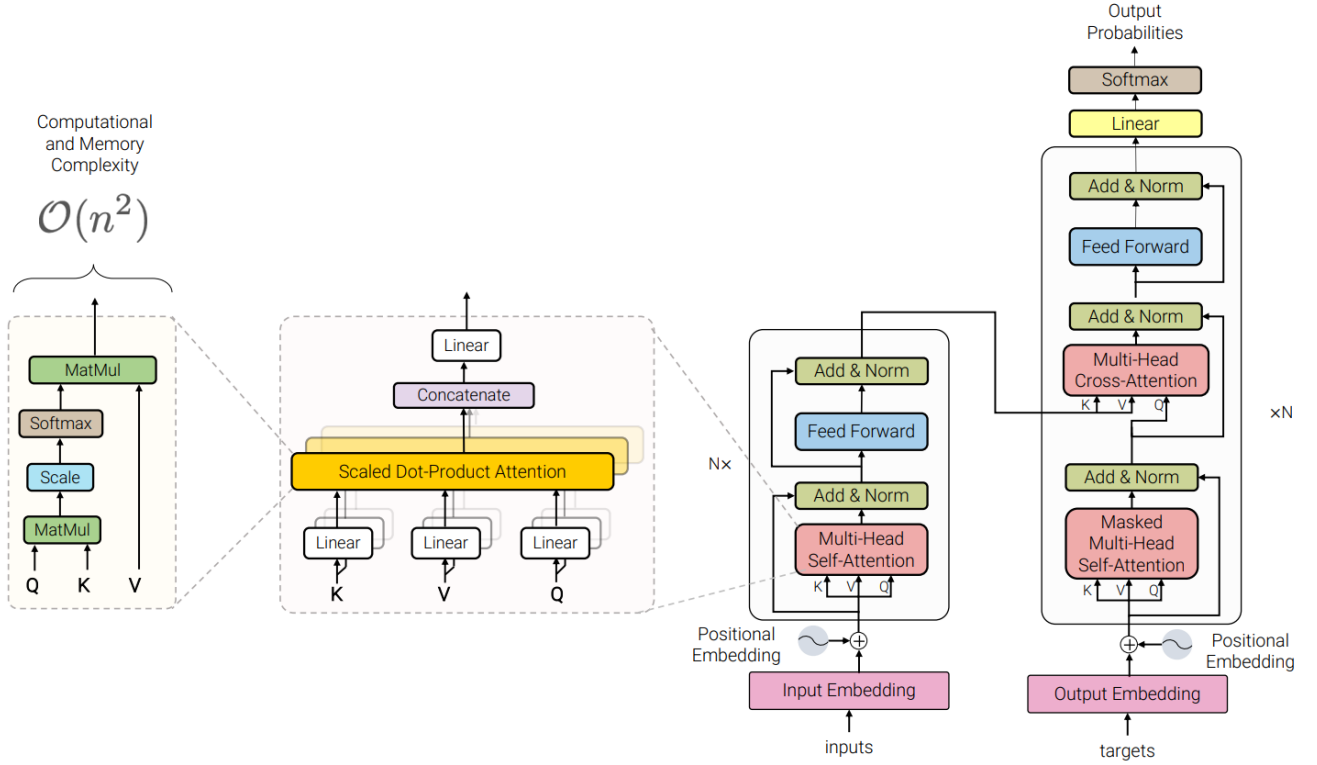 Computational
and Memory
Complexity
O(n²)
MatMul
Softmax
Scale
MatMul
Q K V
Linear
Concatenate
Scaled Dot-Product Attention
Linear Linear Linear
K V Q
Add & Norm
Feed Forward
N×
Add & Norm
Multi-Head
Self-Attention
K V Q
Positional
Embedding
Input Embedding
inputs
Output
Probabilities
Softmax
Linear
Add & Norm
Feed Forward
Add & Norm
Multi-Head
Cross-Attention
K V Q
×N
Add & Norm
Masked
Multi-Head
Self-Attention
K V Q
Positional
Embedding
Output Embedding
targets